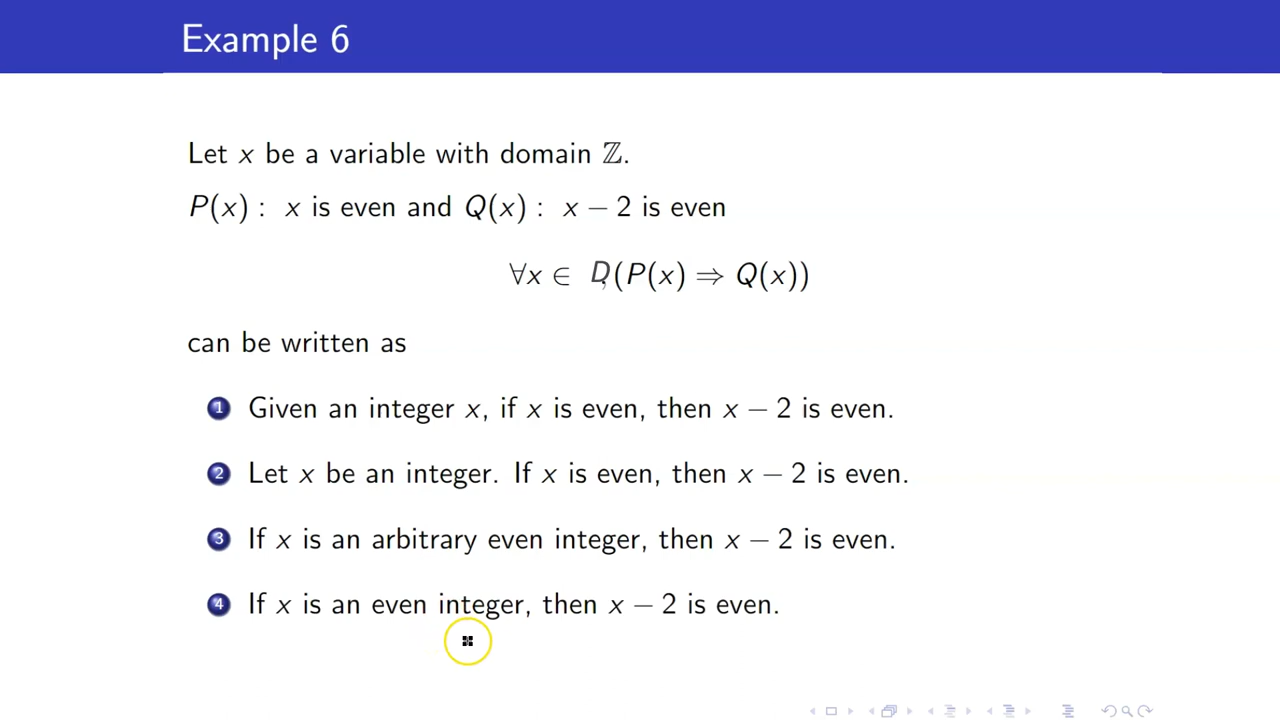 Example 6
Let x be a variable with domain ℤ.
P(x) : x is even and Q(x) : x − 2 is even
∀x ∈ D,(P(x) ⇒ Q(x))
can be written as
1 Given an integer x, if x is even, then x − 2 is even.
2 Let x be an integer. If x is even, then x − 2 is even.
3 If x is an arbitrary even integer, then x − 2 is even.
4 If x is an even integer, then x − 2 is even.